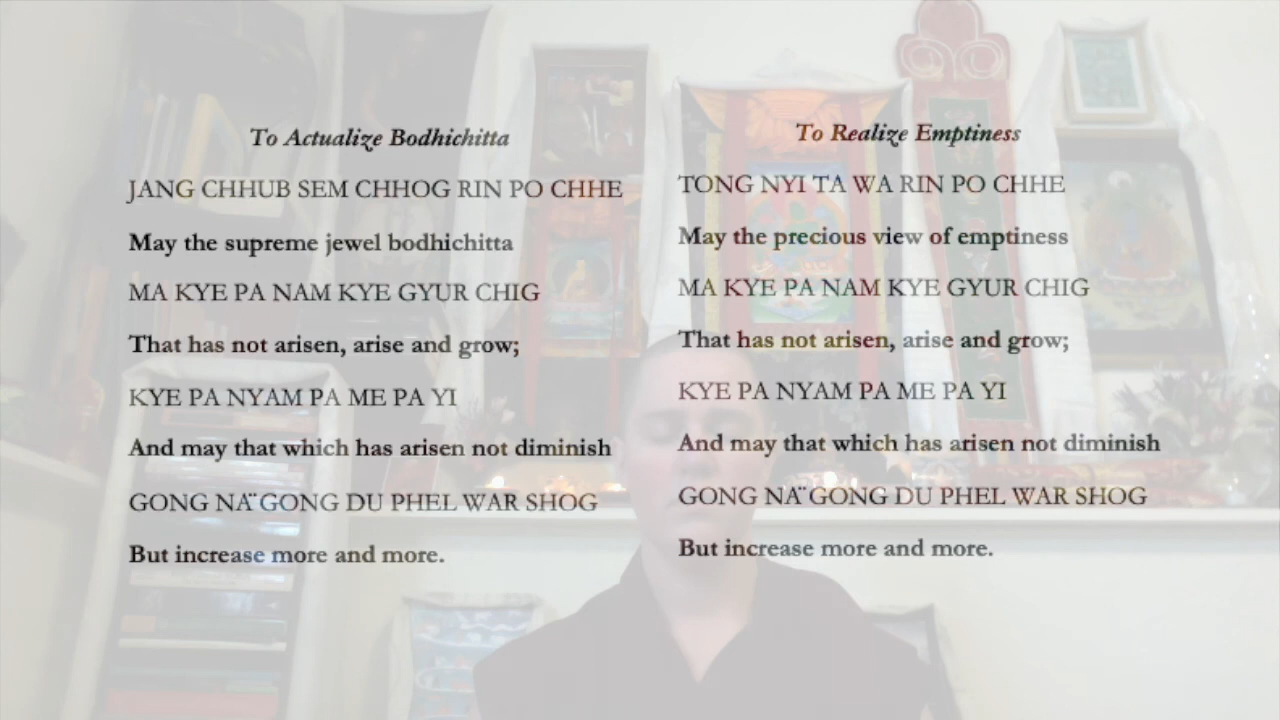 To Actualize Bodhichitta
JANG CHHUB SEM CHHOG RIN PO CHHE
May the supreme jewel bodhichitta
MA KYE PA NAM KYE GYUR CHIG
That has not arisen, arise and grow;
KYE PA NYAM PA ME PA YI
And may that which has arisen not diminish
GONG NA¨ GONG DU PHEL WAR SHOG
But increase more and more.
To Realize Emptiness
TONG NYI TA WA RIN PO CHHE
May the precious view of emptiness
MA KYE PA NAM KYE GYUR CHIG
That has not arisen, arise and grow;
KYE PA NYAM PA ME PA YI
And may that which has arisen not diminish
GONG NA¨ GONG DU PHEL WAR SHOG
But increase more and more.